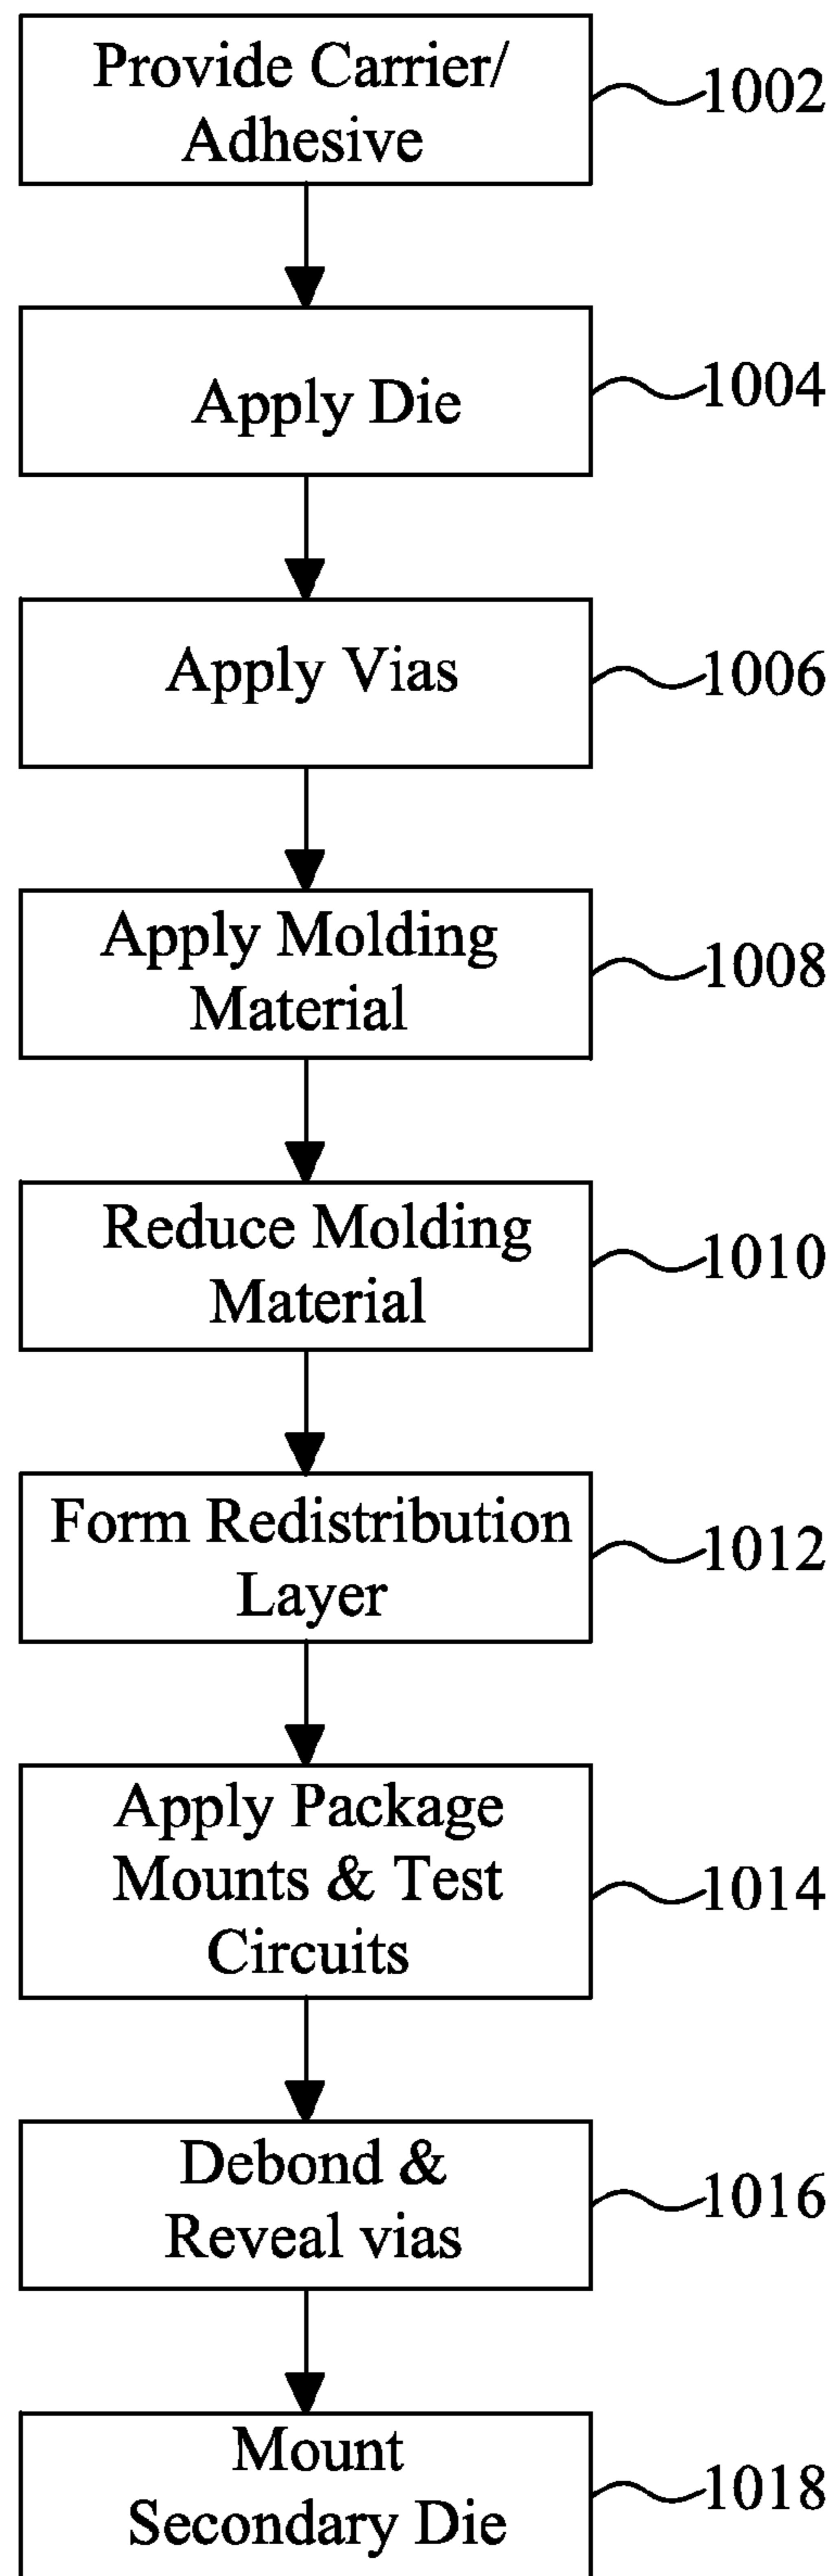 Provide Carrier/
Adhesive
1002
Apply Die
1004
Apply Vias
1006
Apply Molding
Material
1008
Reduce Molding
Material
1010
Form Redistribution
Layer
1012
Apply Package
Mounts & Test
Circuits
1014
Debond &
Reveal vias
1016
Mount
Secondary Die
1018